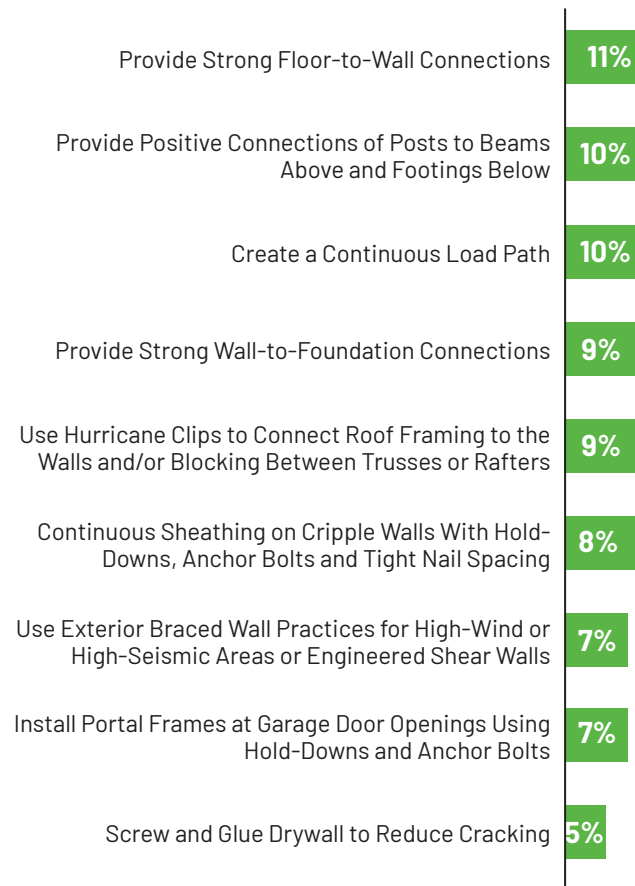 Provide Strong Floor-to-Wall Connections 11%
Provide Positive Connections of Posts to Beams
Above and Footings Below 10%
Create a Continuous Load Path 10%
Provide Strong Wall-to-Foundation Connections 9%
Use Hurricane Clips to Connect Roof Framing to the
Walls and/or Blocking Between Trusses or Rafters 9%
Continuous Sheathing on Cripple Walls With Hold-
Downs, Anchor Bolts and Tight Nail Spacing 8%
Use Exterior Braced Wall Practices for High-Wind or
High-Seismic Areas or Engineered Shear Walls 7%
Install Portal Frames at Garage Door Openings Using
Hold-Downs and Anchor Bolts 7%
Screw and Glue Drywall to Reduce Cracking 5%